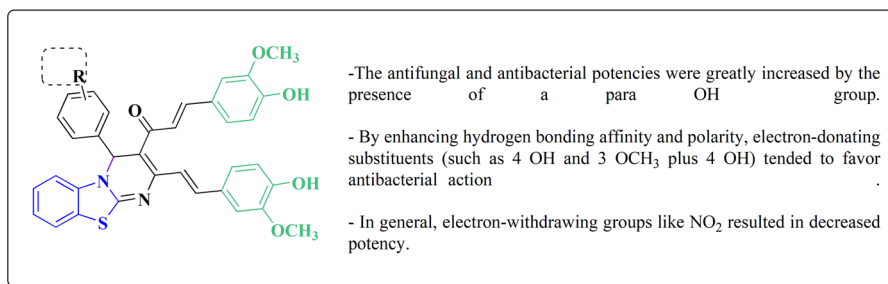 R
OCH3
OH
O
N
N
S
OH
OCH3
-The antifungal and antibacterial potencies were greatly increased by the
presence of a para OH group.
- By enhancing hydrogen bonding affinity and polarity, electron-donating
substituents (such as 4 OH and 3 OCH3 plus 4 OH) tended to favor
antibacterial action .
- In general, electron-withdrawing groups like NO2 resulted in decreased
potency.